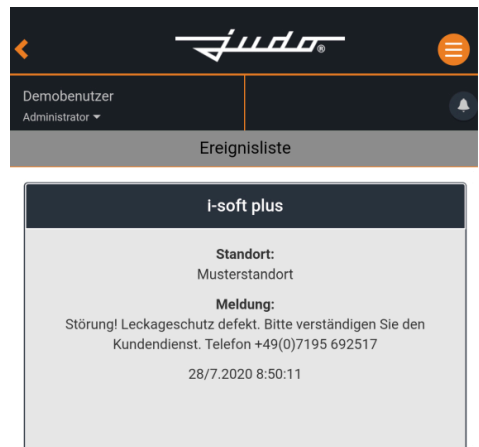 judo®
Demobenutzer
Administrator
Ereignisliste
i-soft plus
Standort:
Musterstandort
Meldung:
Störung! Leckageschutz defekt. Bitte verständigen Sie den
Kundendienst. Telefon +49(0)7195 692517
28/7.2020 8:50:11